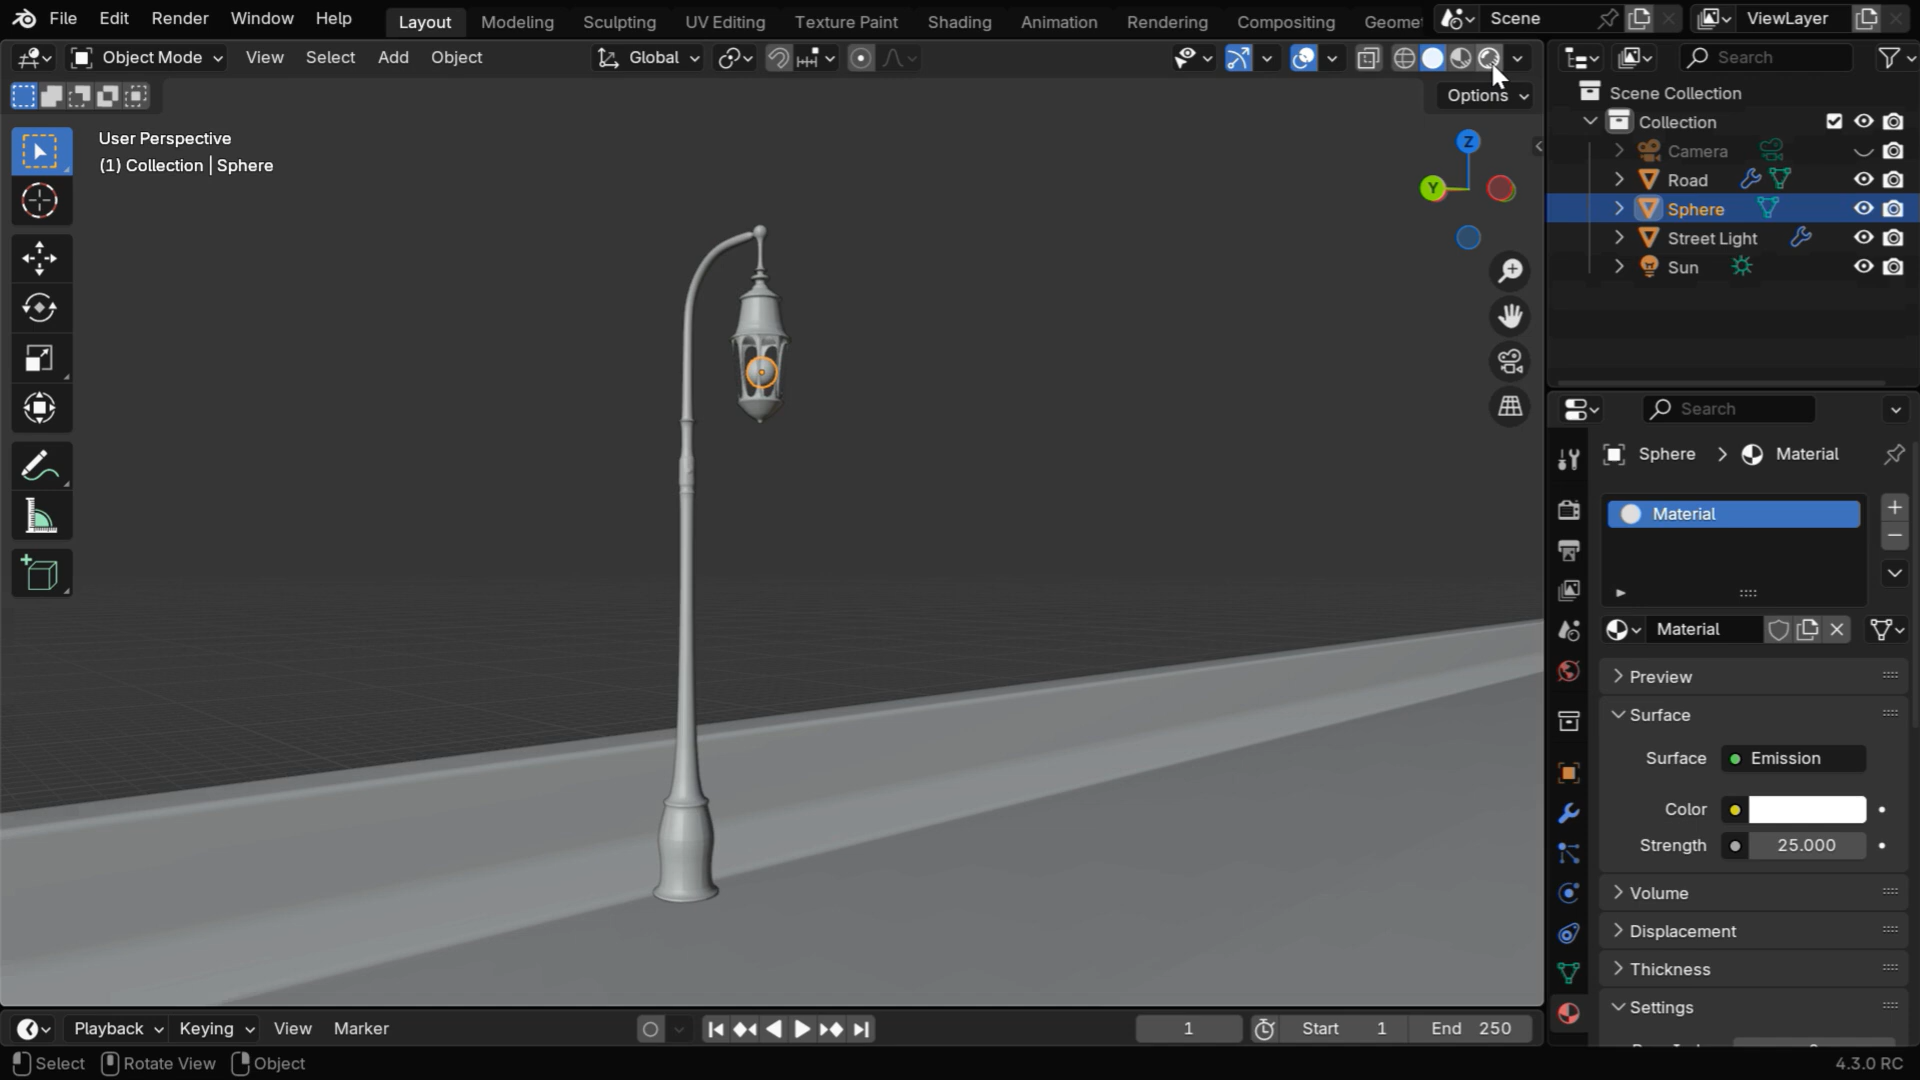 File Edit Render Window Help Layout Modeling Sculpting UV Editing Texture Paint Shading Animation Rendering Compositing Geomet Scene ViewLayer
Object Mode View Select Add Object Global Search
Options
User Perspective
(1) Collection | Sphere
Z
Y
Scene Collection
Collection
Camera
Road
Sphere
Street Light
Sun
Search
Sphere > Material
Material
Material
Preview
Surface
Surface Emission
Color
Strength 25.000
Volume
Displacement
Thickness
Settings
Playback Keying View Marker 1 Start 1 End 250
Select Rotate View Object 4.3.0 RC